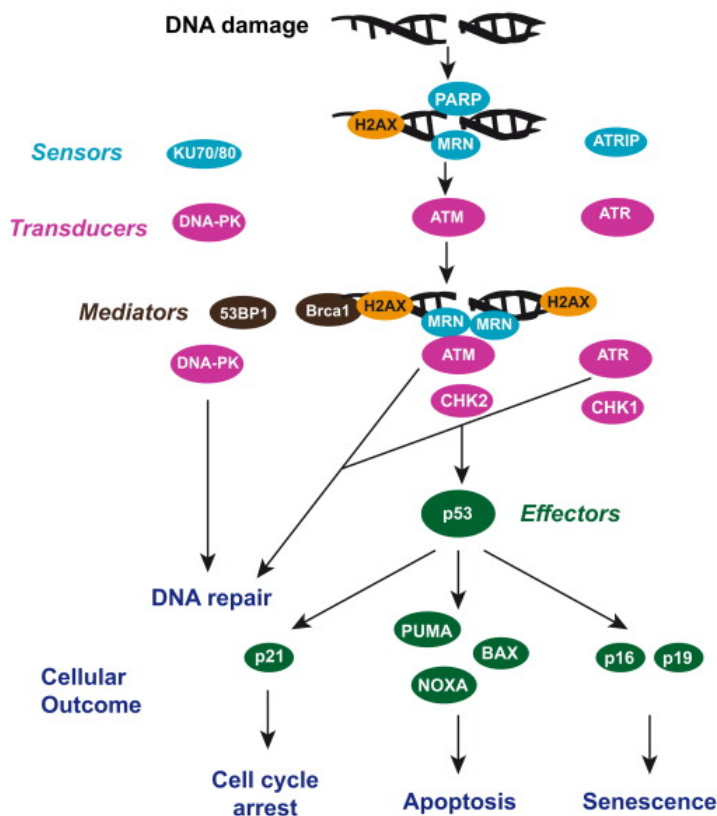 DNA damage
PARP
H2AX
MRN
Sensors
KU70/80
ATRIP
Transducers
DNA-PK
ATM
ATR
Mediators
53BP1
Brca1
H2AX
H2AX
MRN
MRN
DNA-PK
ATM
ATR
CHK2
CHK1
p53
Effectors
DNA repair
PUMA
p21
BAX
p16
p19
NOXA
Cellular
Outcome
Cell cycle
arrest
Apoptosis
Senescence